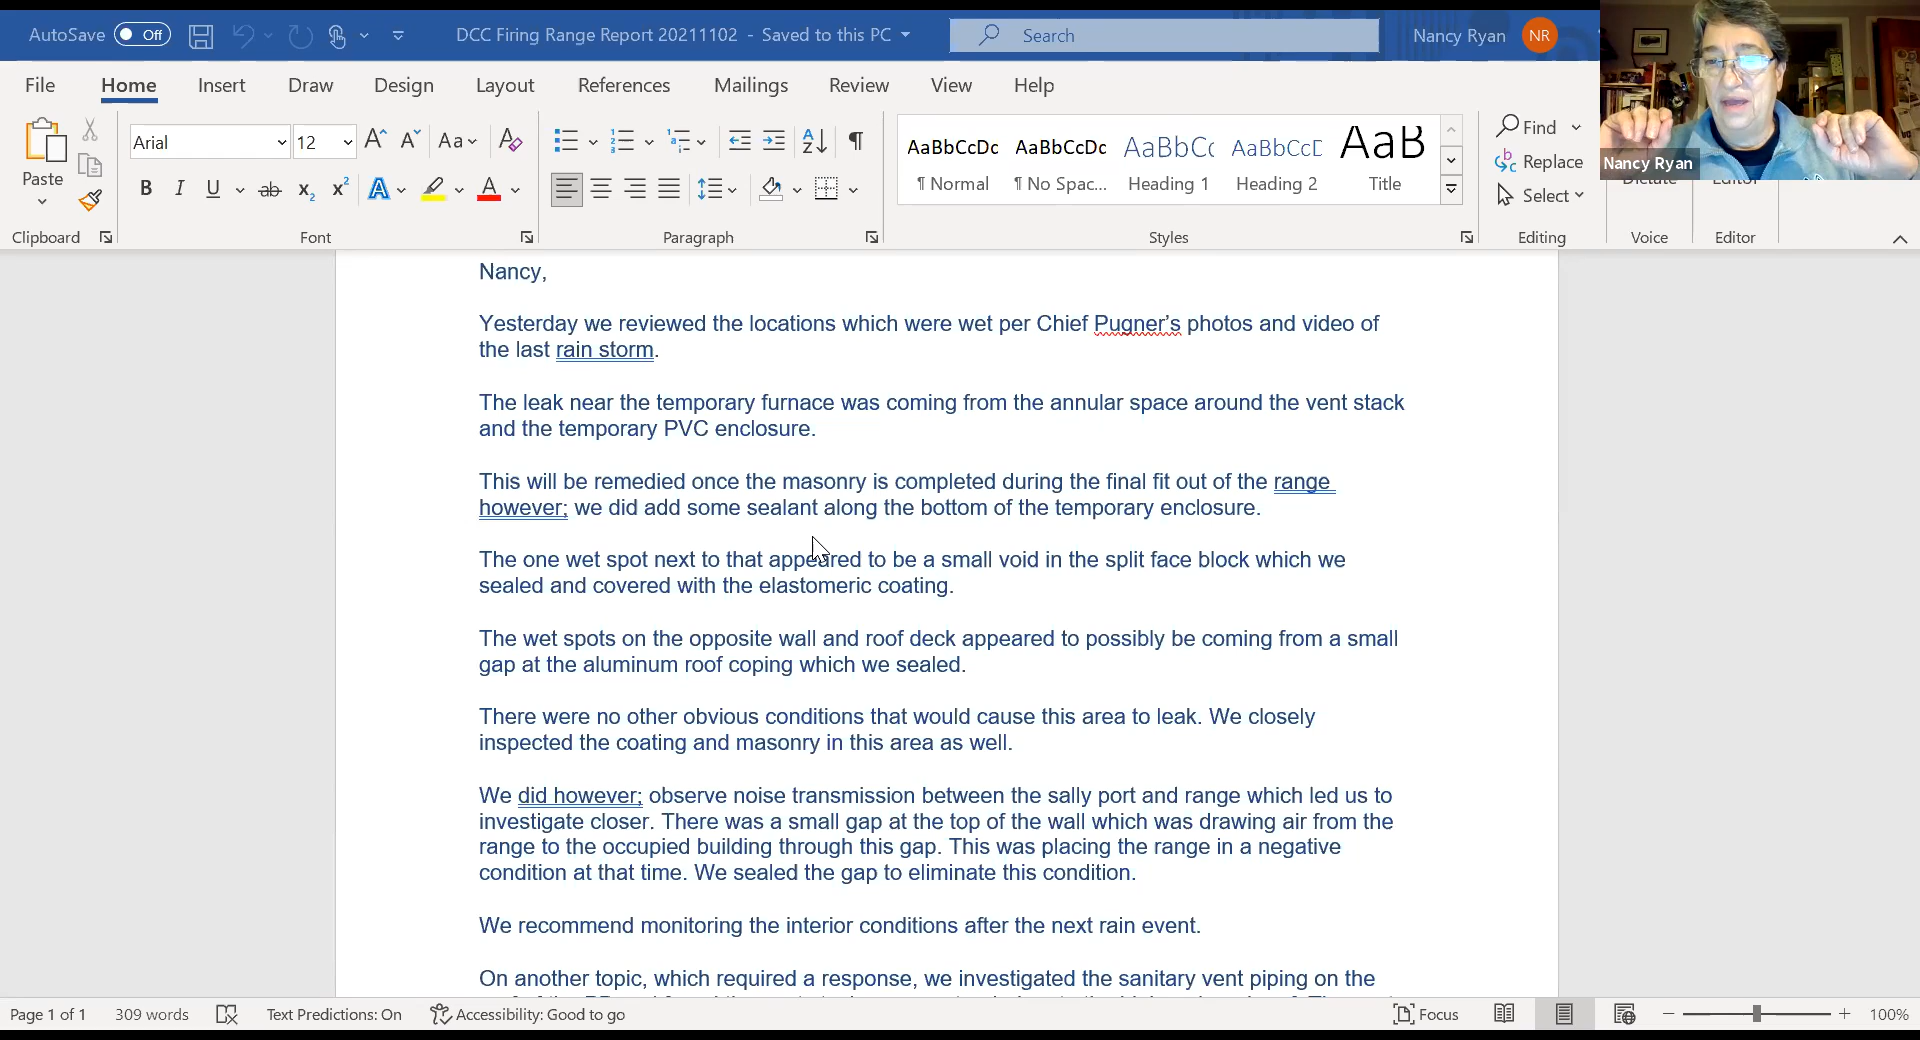 AutoSave Off DCC Firing Range Report 20211102 - Saved to this PC Search Nancy Ryan NR
File Home Insert Draw Design Layout References Mailings Review View Help
Paste
Arial 12 Aa
B I U ab x2 x2 A A
AaBbCcDc AaBbCcDc AaBbCc AaBbCcE AaB
¶ Normal ¶ No Spac... Heading 1 Heading 2 Title
Find
Replace
Select
Dictate Editor
Nancy Ryan
Clipboard Font Paragraph Styles Editing Voice Editor
Nancy,
Yesterday we reviewed the locations which were wet per Chief Pugner's photos and video of
the last rain storm.
The leak near the temporary furnace was coming from the annular space around the vent stack
and the temporary PVC enclosure.
This will be remedied once the masonry is completed during the final fit out of the range
however; we did add some sealant along the bottom of the temporary enclosure.
The one wet spot next to that appeared to be a small void in the split face block which we
sealed and covered with the elastomeric coating.
The wet spots on the opposite wall and roof deck appeared to possibly be coming from a small
gap at the aluminum roof coping which we sealed.
There were no other obvious conditions that would cause this area to leak. We closely
inspected the coating and masonry in this area as well.
We did however; observe noise transmission between the sally port and range which led us to
investigate closer. There was a small gap at the top of the wall which was drawing air from the
range to the occupied building through this gap. This was placing the range in a negative
condition at that time. We sealed the gap to eliminate this condition.
We recommend monitoring the interior conditions after the next rain event.
On another topic, which required a response, we investigated the sanitary vent piping on the
Page 1 of 1 309 words Text Predictions: On Accessibility: Good to go Focus 100%